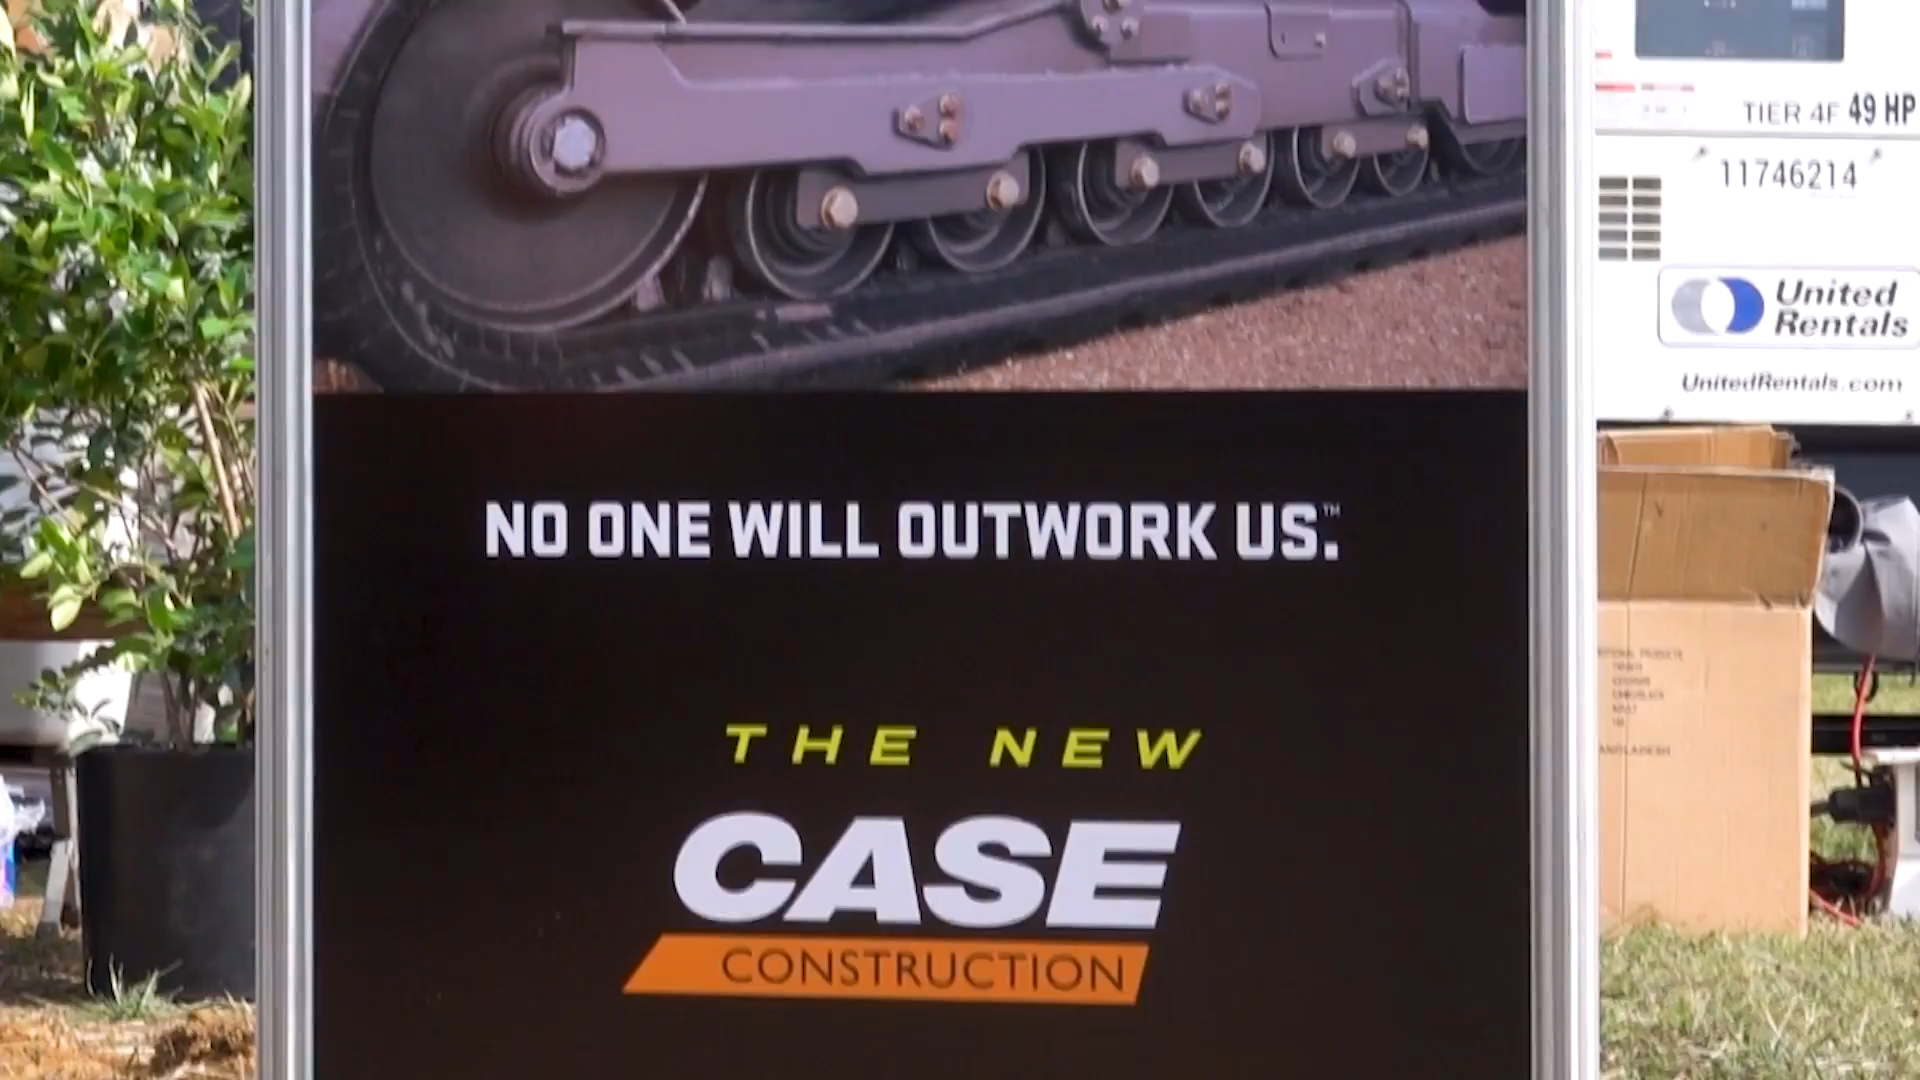 NO ONE WILL OUTWORK US.™
THE NEW
CASE
CONSTRUCTION
TIER 4F 49 HP
11746214
United
Rentals
UnitedRentals.com